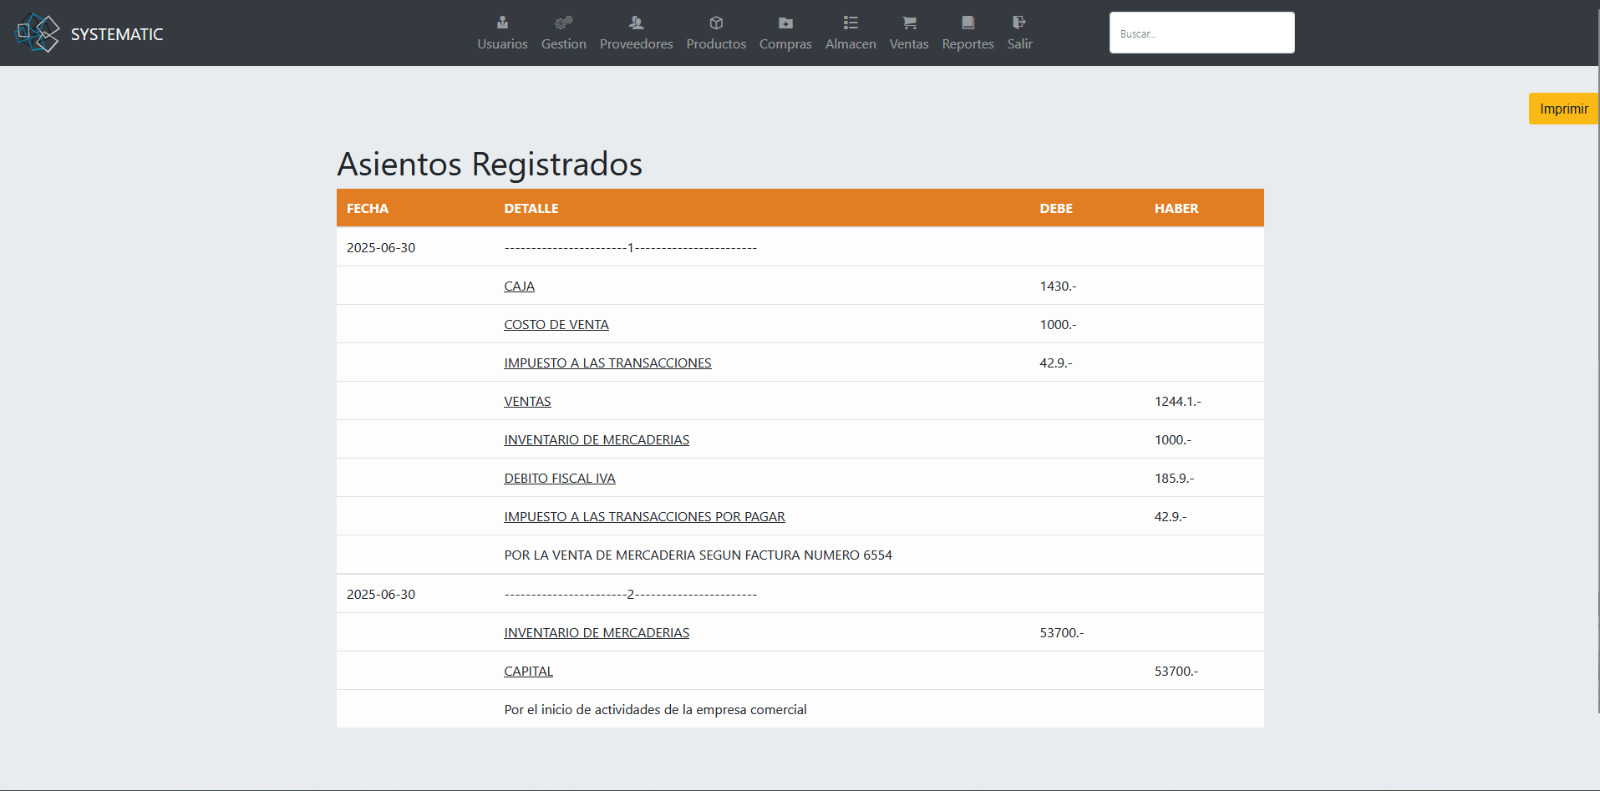 SYSTEMATIC
Usuarios Gestion Proveedores Productos Compras Almacen Ventas Reportes Salir
Buscar...
Imprimir
Asientos Registrados
FECHA DETALLE DEBE HABER
2025-06-30 -----------------------1-----------------------
CAJA 1430.-
COSTO DE VENTA 1000.-
IMPUESTO A LAS TRANSACCIONES 42.9.-
VENTAS 1244.1.-
INVENTARIO DE MERCADERIAS 1000.-
DEBITO FISCAL IVA 185.9.-
IMPUESTO A LAS TRANSACCIONES POR PAGAR 42.9.-
POR LA VENTA DE MERCADERIA SEGUN FACTURA NUMERO 6554
2025-06-30 -----------------------2-----------------------
INVENTARIO DE MERCADERIAS 53700.-
CAPITAL 53700.-
Por el inicio de actividades de la empresa comercial